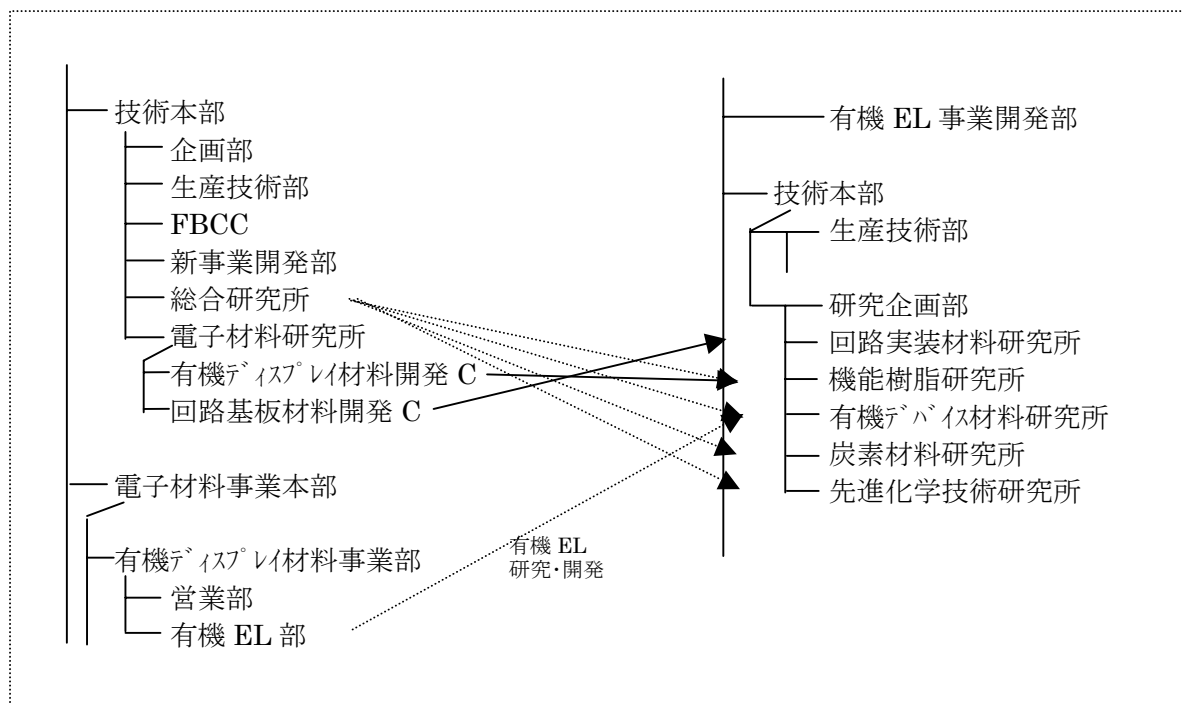 技術本部
企画部
生産技術部
FBCC
新事業開発部
総合研究所
電子材料研究所
有機ﾃﾞｨｽﾌﾟﾚｲ材料開発 C
回路基板材料開発 C
電子材料事業本部
有機ﾃﾞｨｽﾌﾟﾚｲ材料事業部
営業部
有機 EL 部
有機 EL
研究・開発
有機 EL 事業開発部
技術本部
生産技術部
研究企画部
回路実装材料研究所
機能樹脂研究所
有機ﾃﾞﾊﾞｲｽ材料研究所
炭素材料研究所
先進化学技術研究所